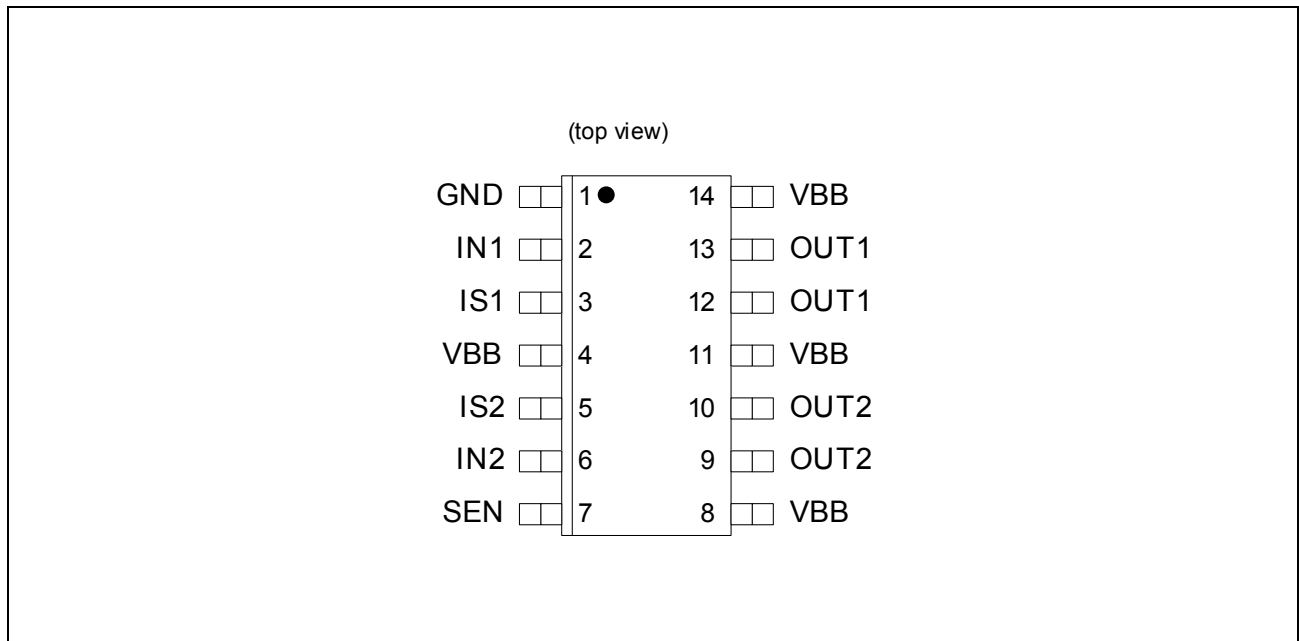 (top view)
GND 1 14 VBB
IN1 2 13 OUT1
IS1 3 12 OUT1
VBB 4 11 VBB
IS2 5 10 OUT2
IN2 6 9 OUT2
SEN 7 8 VBB